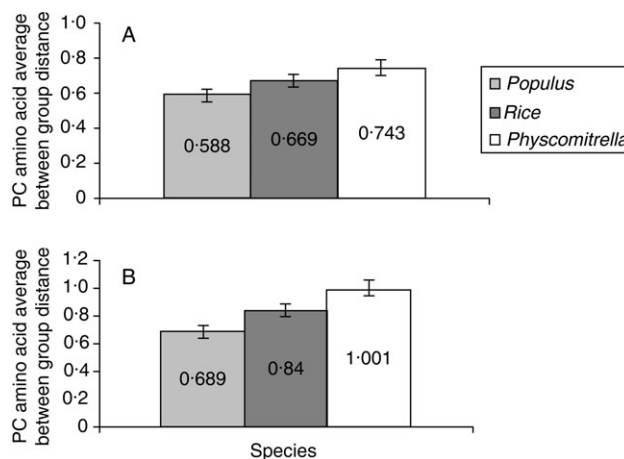 PC amino acid average
between group distance
1·0
0·8
0·6
0·4
0·2
0
A
0·588
0·669
0·743
Populus
Rice
Physcomitrella
PC amino acid average
between group distance
1·2
1·0
0·8
0·6
0·4
0·2
0
B
0·689
0·84
1·001
Species